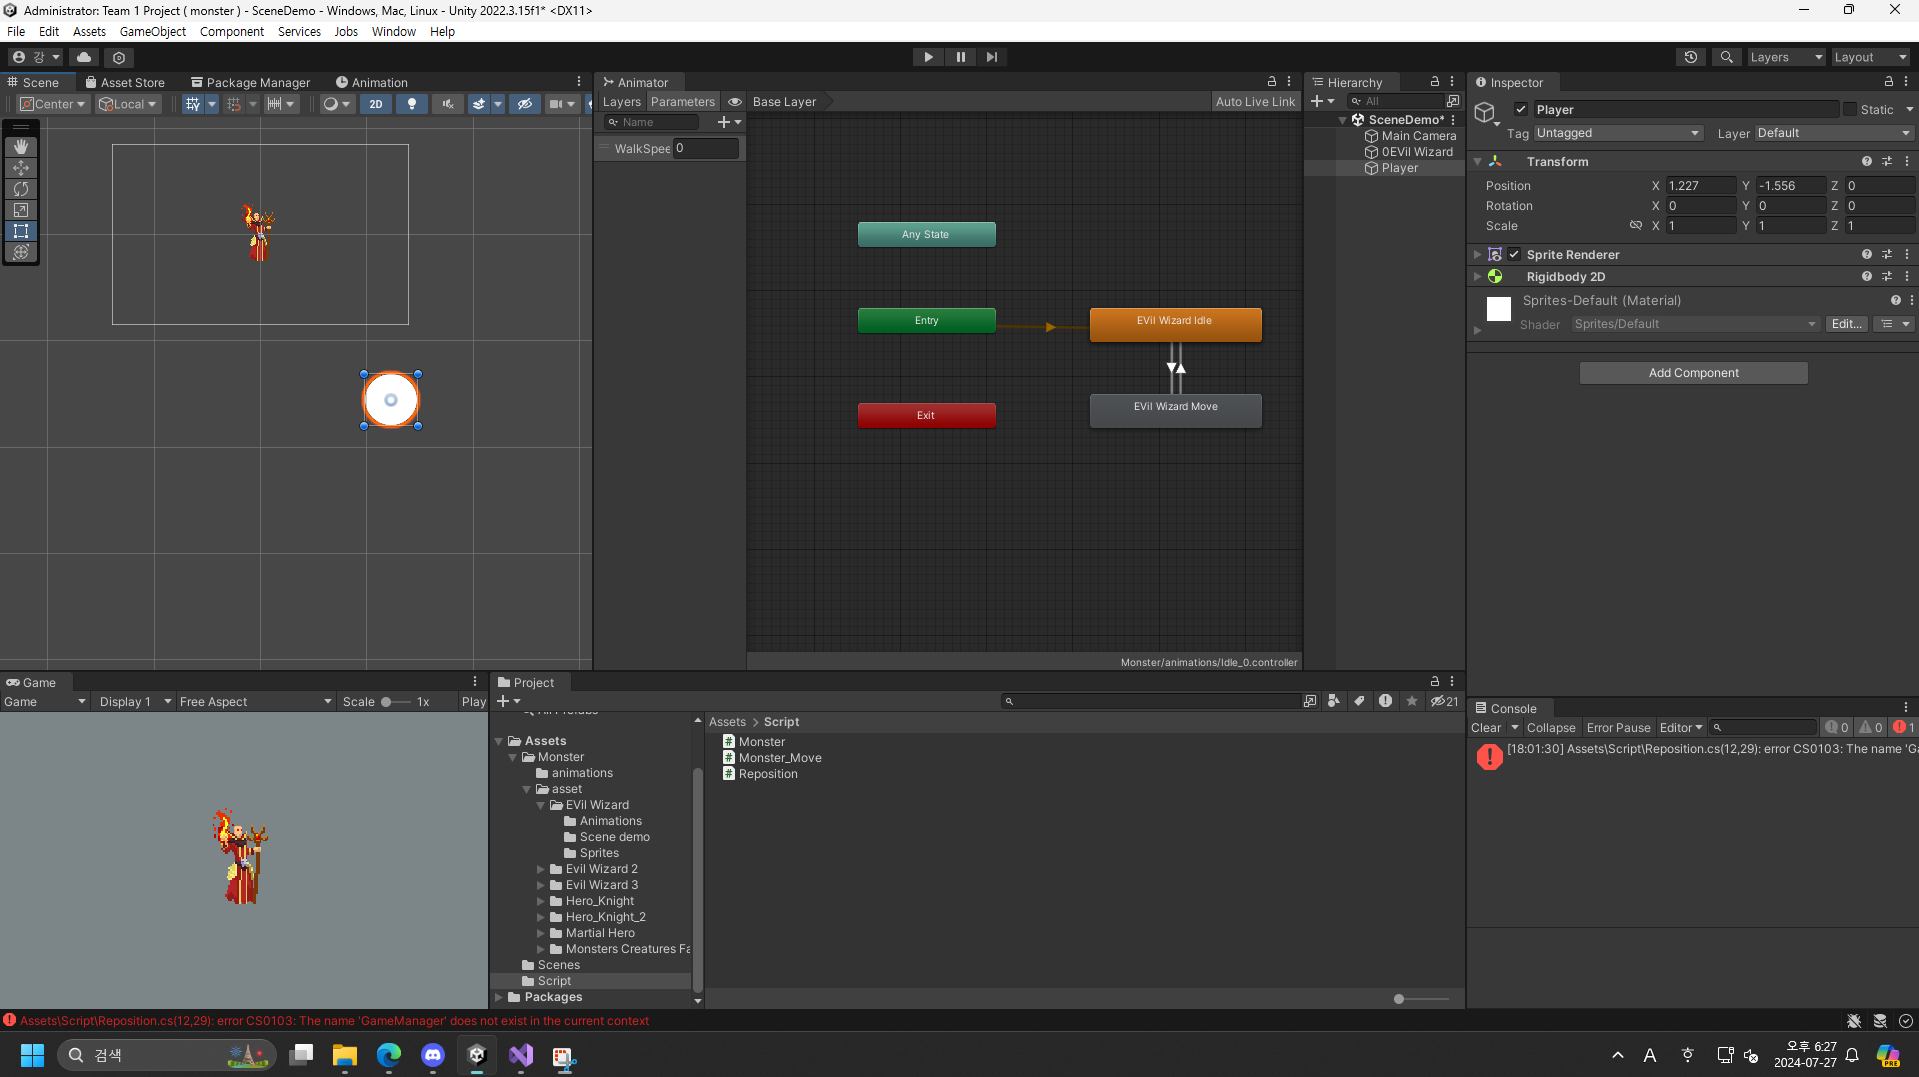 Administrator: Team 1 Project ( monster ) - SceneDemo - Windows, Mac, Linux - Unity 2022.3.15f1* <DX11>
File Edit Assets GameObject Component Services Jobs Window Help
강 Layers Layout
Scene Asset Store Package Manager Animation
Center Local 2D
Animator
Layers Parameters Base Layer Auto Live Link
Name
WalkSpee 0
Any State
Entry
EVil Wizard Idle
EVil Wizard Move
Exit
Monster/animations/Idle_0.controller
Hierarchy
All
SceneDemo*
Main Camera
0EVil Wizard
Player
Inspector
Player Static
Tag Untagged Layer Default
Transform
Position X 1.227 Y -1.556 Z 0
Rotation X 0 Y 0 Z 0
Scale X 1 Y 1 Z 1
Sprite Renderer
Rigidbody 2D
Sprites-Default (Material)
Shader Sprites/Default Edit...
Add Component
Game
Game Display 1 Free Aspect Scale 1x Play
Project
21
All Prefabs
Assets
Monster
animations
asset
EVil Wizard
Animations
Scene demo
Sprites
Evil Wizard 2
Evil Wizard 3
Hero_Knight
Hero_Knight_2
Martial Hero
Monsters Creatures Fa
Scenes
Script
Packages
Assets > Script
Monster
Monster_Move
Reposition
Console
Clear Collapse Error Pause Editor 0 0 1
[18:01:30] Assets\Script\Reposition.cs(12,29): error CS0103: The name 'Ga
Assets\Script\Reposition.cs(12,29): error CS0103: The name 'GameManager' does not exist in the current context
검색
A
오후 6:27
2024-07-27
PRE